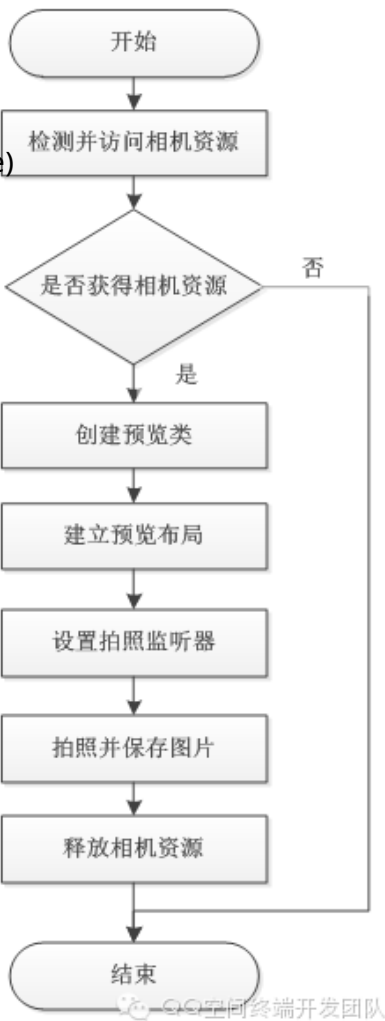 开始
检测并访问相机资源
e)
是否获得相机资源
否
是
创建预览类
建立预览布局
设置拍照监听器
拍照并保存图片
释放相机资源
结束
QQ空间终端开发团队